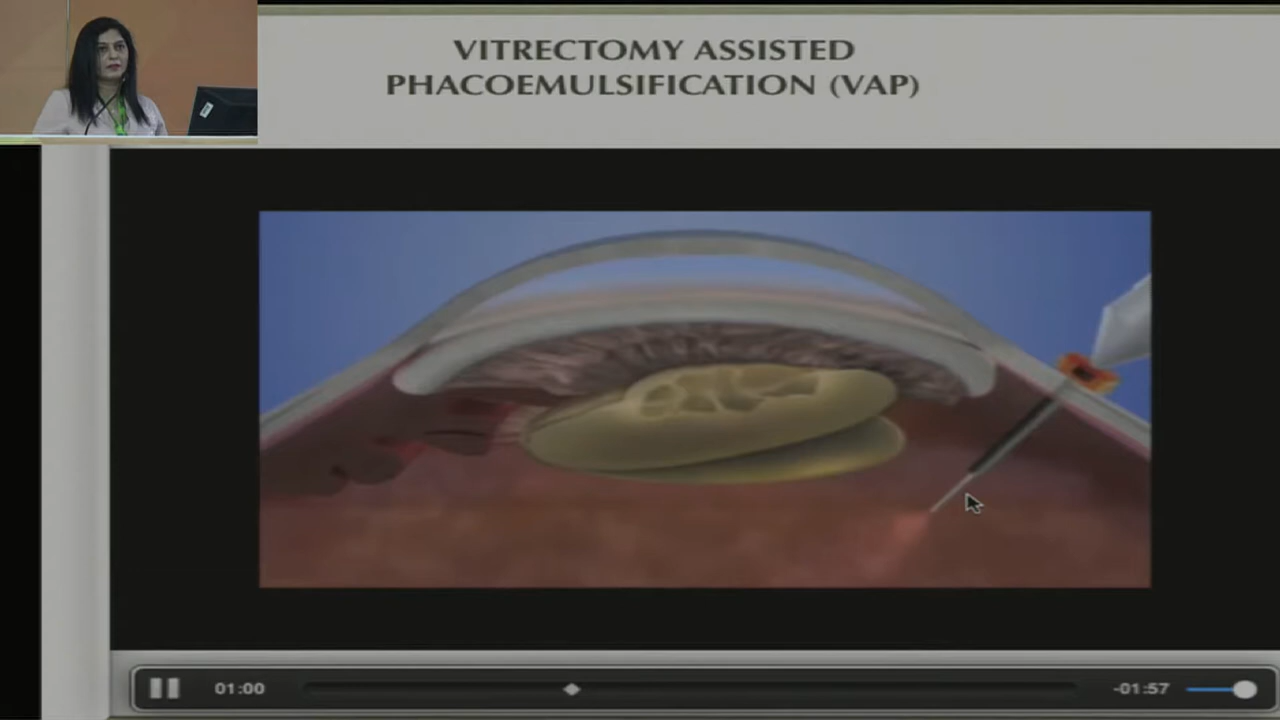 VITRECTOMY ASSISTED
PHACOEMULSIFICATION (VAP)
01:00
-01:57